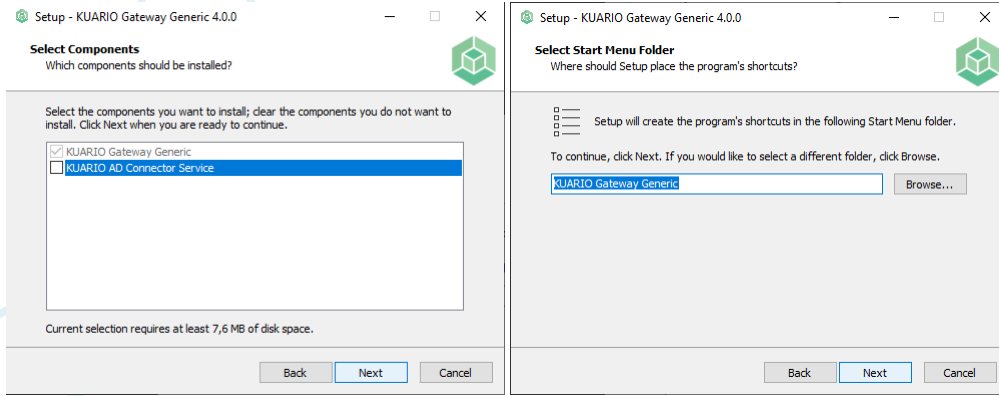 Setup - KUARIO Gateway Generic 4.0.0
Select Components
Which components should be installed?
Select the components you want to install; clear the components you do not want to
install. Click Next when you are ready to continue.
KUARIO Gateway Generic
KUARIO AD Connector Service
Current selection requires at least 7,6 MB of disk space.
Back
Next
Cancel
Setup - KUARIO Gateway Generic 4.0.0
Select Start Menu Folder
Where should Setup place the program's shortcuts?
Setup will create the program's shortcuts in the following Start Menu folder.
To continue, click Next. If you would like to select a different folder, click Browse.
KUARIO Gateway Generic
Browse...
Back
Next
Cancel